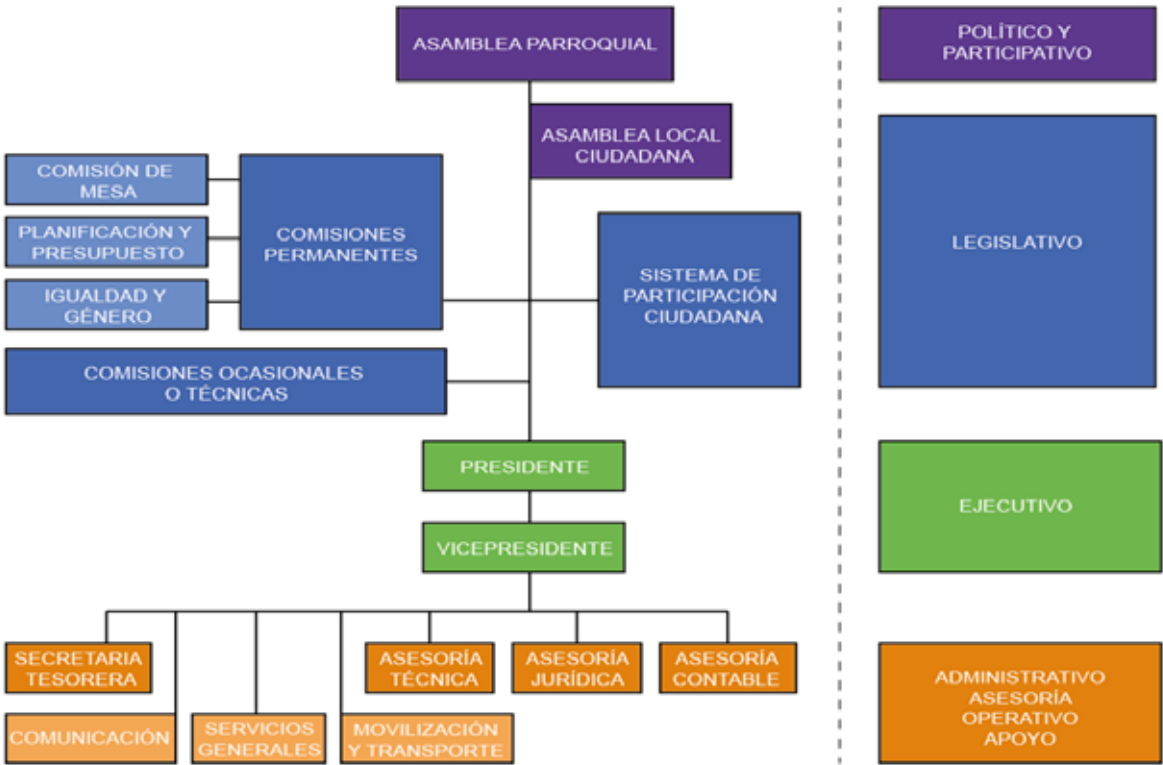 ASAMBLEA PARROQUIAL
ASAMBLEA LOCAL
CIUDADANA
COMISIÓN DE
MESA
PLANIFICACIÓN Y
PRESUPUESTO
IGUALDAD Y
GÉNERO
COMISIONES
PERMANENTES
SISTEMA DE
PARTICIPACIÓN
CIUDADANA
COMISIONES OCASIONALES
O TÉCNICAS
PRESIDENTE
VICEPRESIDENTE
SECRETARIA
TESORERA
ASESORÍA
TÉCNICA
ASESORÍA
JURÍDICA
ASESORÍA
CONTABLE
COMUNICACIÓN
SERVICIOS
GENERALES
MOVILIZACIÓN
Y TRANSPORTE
POLÍTICO Y
PARTICIPATIVO
LEGISLATIVO
EJECUTIVO
ADMINISTRATIVO
ASESORÍA
OPERATIVO
APOYO